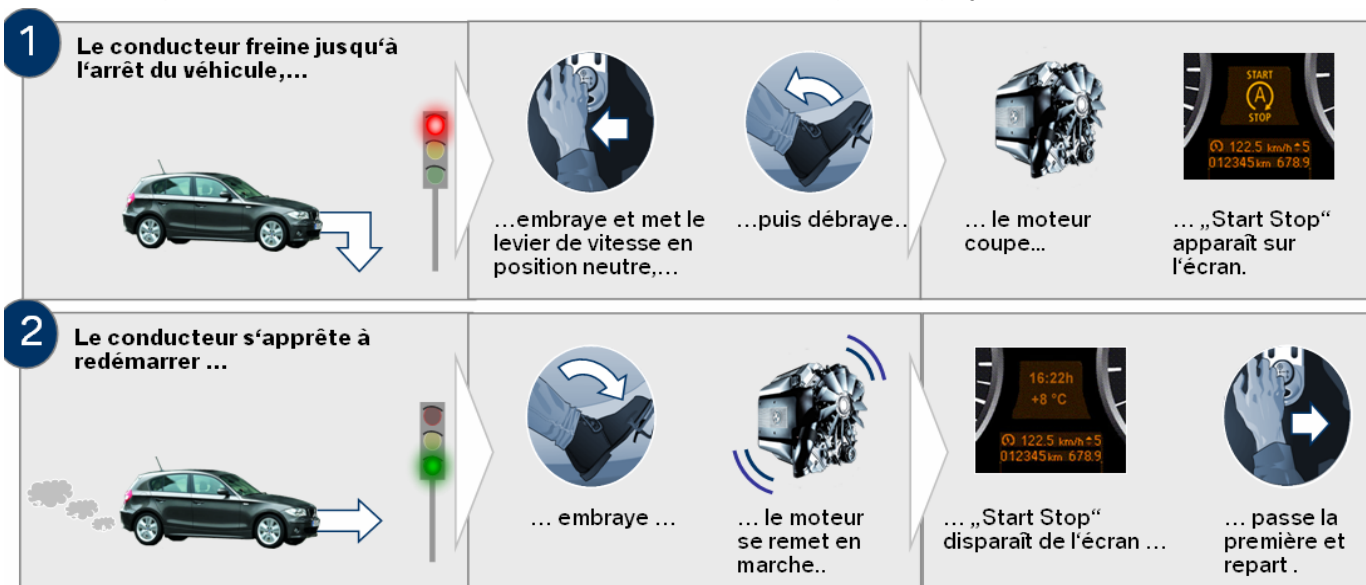 1
Le conducteur freine jusqu‘à
l‘arrêt du véhicule,…
…embraye et met le
levier de vitesse en
position neutre,…
…puis débraye..
… le moteur
coupe...
START
A
STOP
122.5 km/h 5
012345 km 678.9
… „Start Stop“
apparaît sur
l‘écran.
2
Le conducteur s‘apprête à
redémarrer …
… embraye …
… le moteur
se remet en
marche..
16:22h
+8 °C
122.5 km/h 5
012345 km 678.9
… „Start Stop“
disparaît de l‘écran …
… passe la
première et
repart .